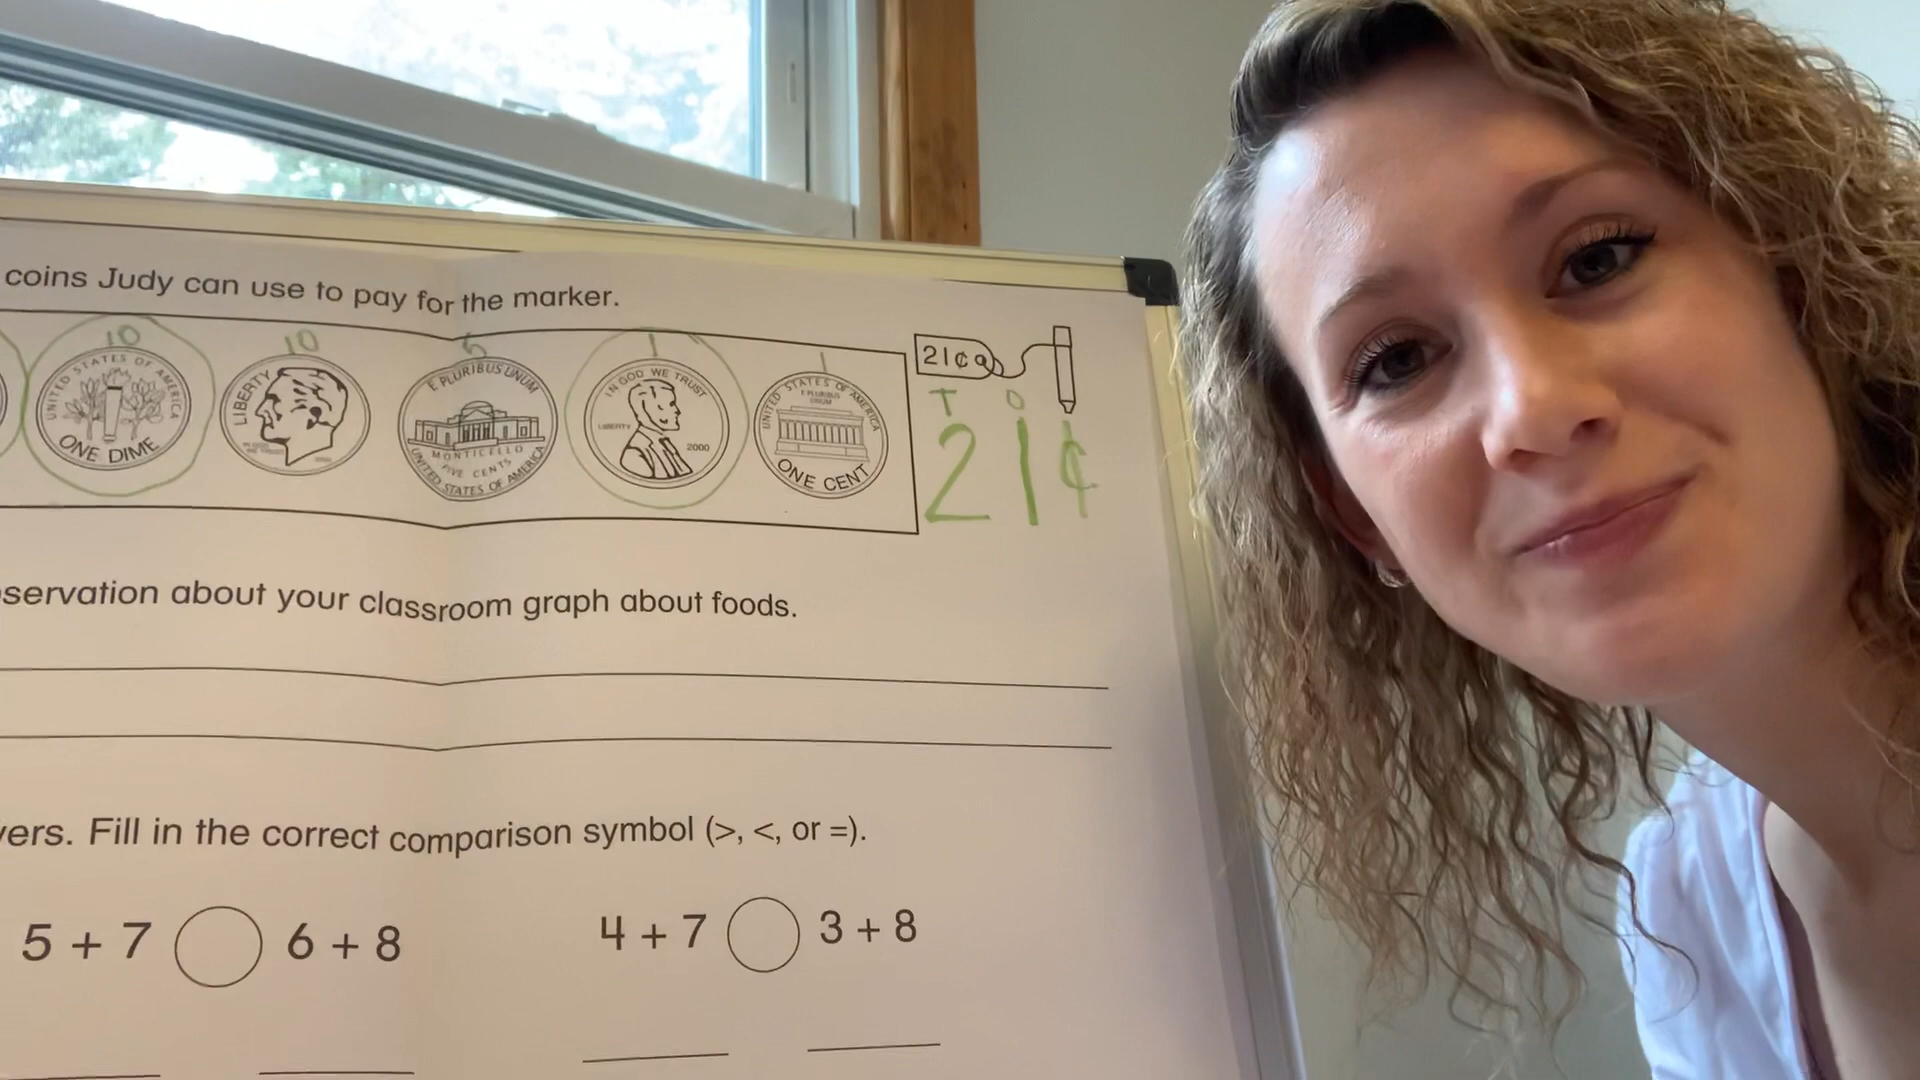 coins Judy can use to pay for the marker.
10 10 5 1 1
UNITED STATES OF AMERICA
ONE DIME
LIBERTY
E PLURIBUS UNUM
MONTICELLO
FIVE CENTS
UNITED STATES OF AMERICA
IN GOD WE TRUST
LIBERTY
2000
UNITED STATES OF AMERICA
E PLURIBUS
UNUM
ONE CENT
21¢
T O
21¢
servation about your classroom graph about foods.
ers. Fill in the correct comparison symbol (>, <, or =).
5 + 7 6 + 8 4 + 7 3 + 8